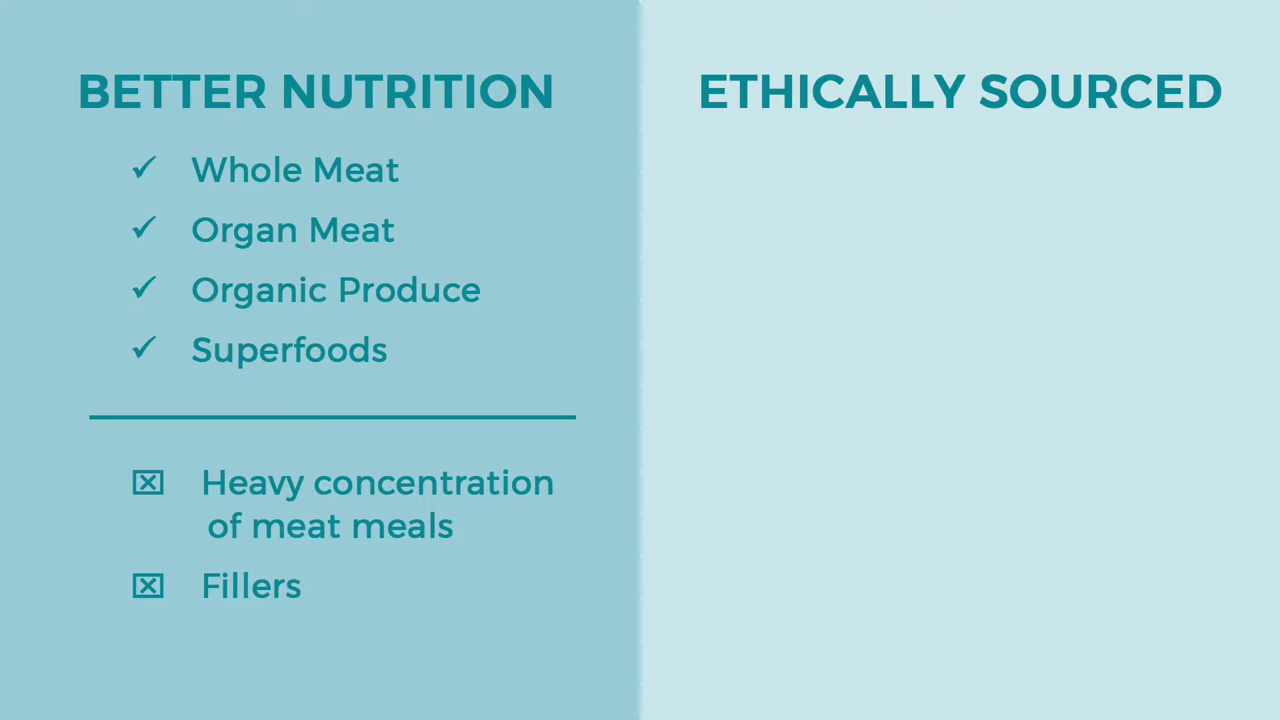 BETTER NUTRITION
✓ Whole Meat
✓ Organ Meat
✓ Organic Produce
✓ Superfoods
☒ Heavy concentration
of meat meals
☒ Fillers
ETHICALLY SOURCED